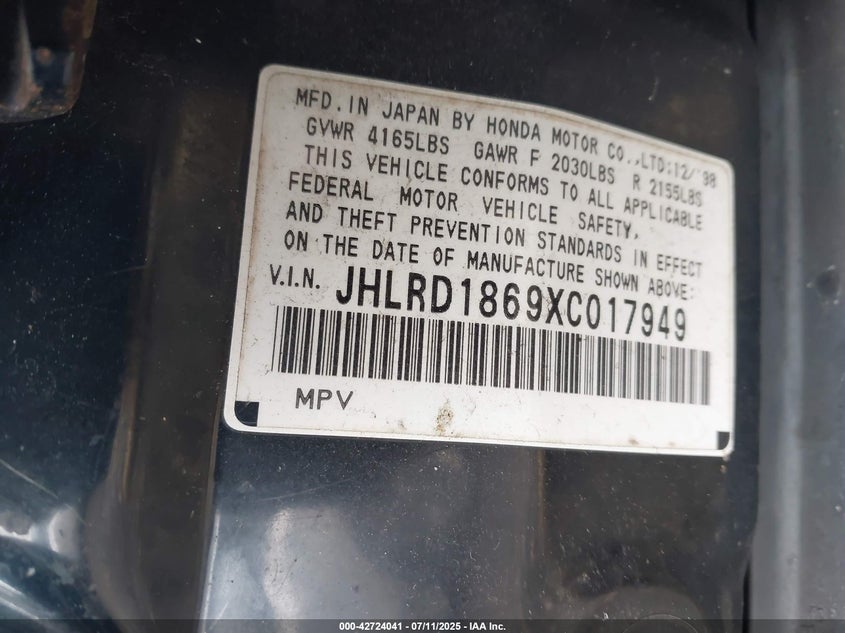 MFD. IN JAPAN BY HONDA MOTOR CO.,LTD:12/'98
GVWR 4165LBS GAWR F 2030LBS R 2155LBS
THIS VEHICLE CONFORMS TO ALL APPLICABLE
FEDERAL MOTOR VEHICLE SAFETY,
AND THEFT PREVENTION STANDARDS IN EFFECT
ON THE DATE OF MANUFACTURE SHOWN ABOVE:
V.I.N. JHLRD1869XC017949
MPV
000-42724041 - 07/11/2025 - IAA Inc.